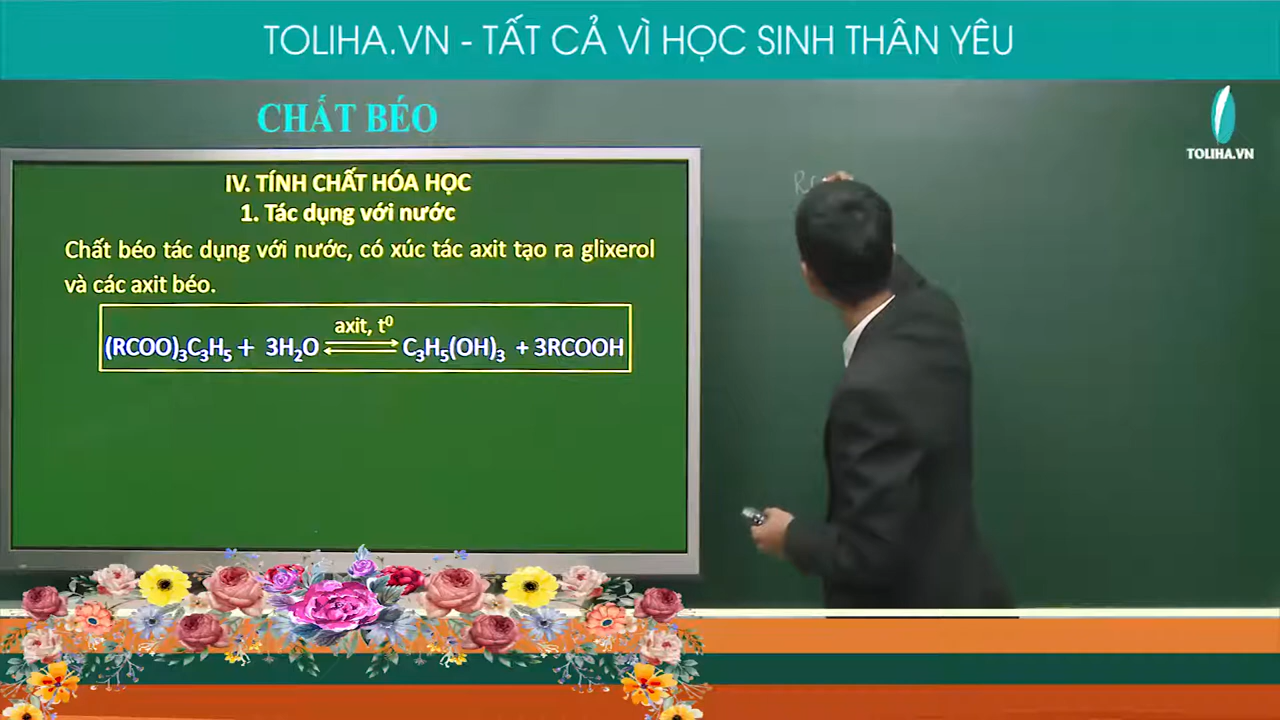 TOLIHA.VN - TẤT CẢ VÌ HỌC SINH THÂN YÊU
CHẤT BÉO
TOLIHA.VN
IV. TÍNH CHẤT HÓA HỌC
1. Tác dụng với nước
Chất béo tác dụng với nước, có xúc tác axit tạo ra glixerol
và các axit béo.
axit, t⁰
(RCOO)₃C₃H₅ + 3H₂O ⇌ C₃H₅(OH)₃ + 3RCOOH